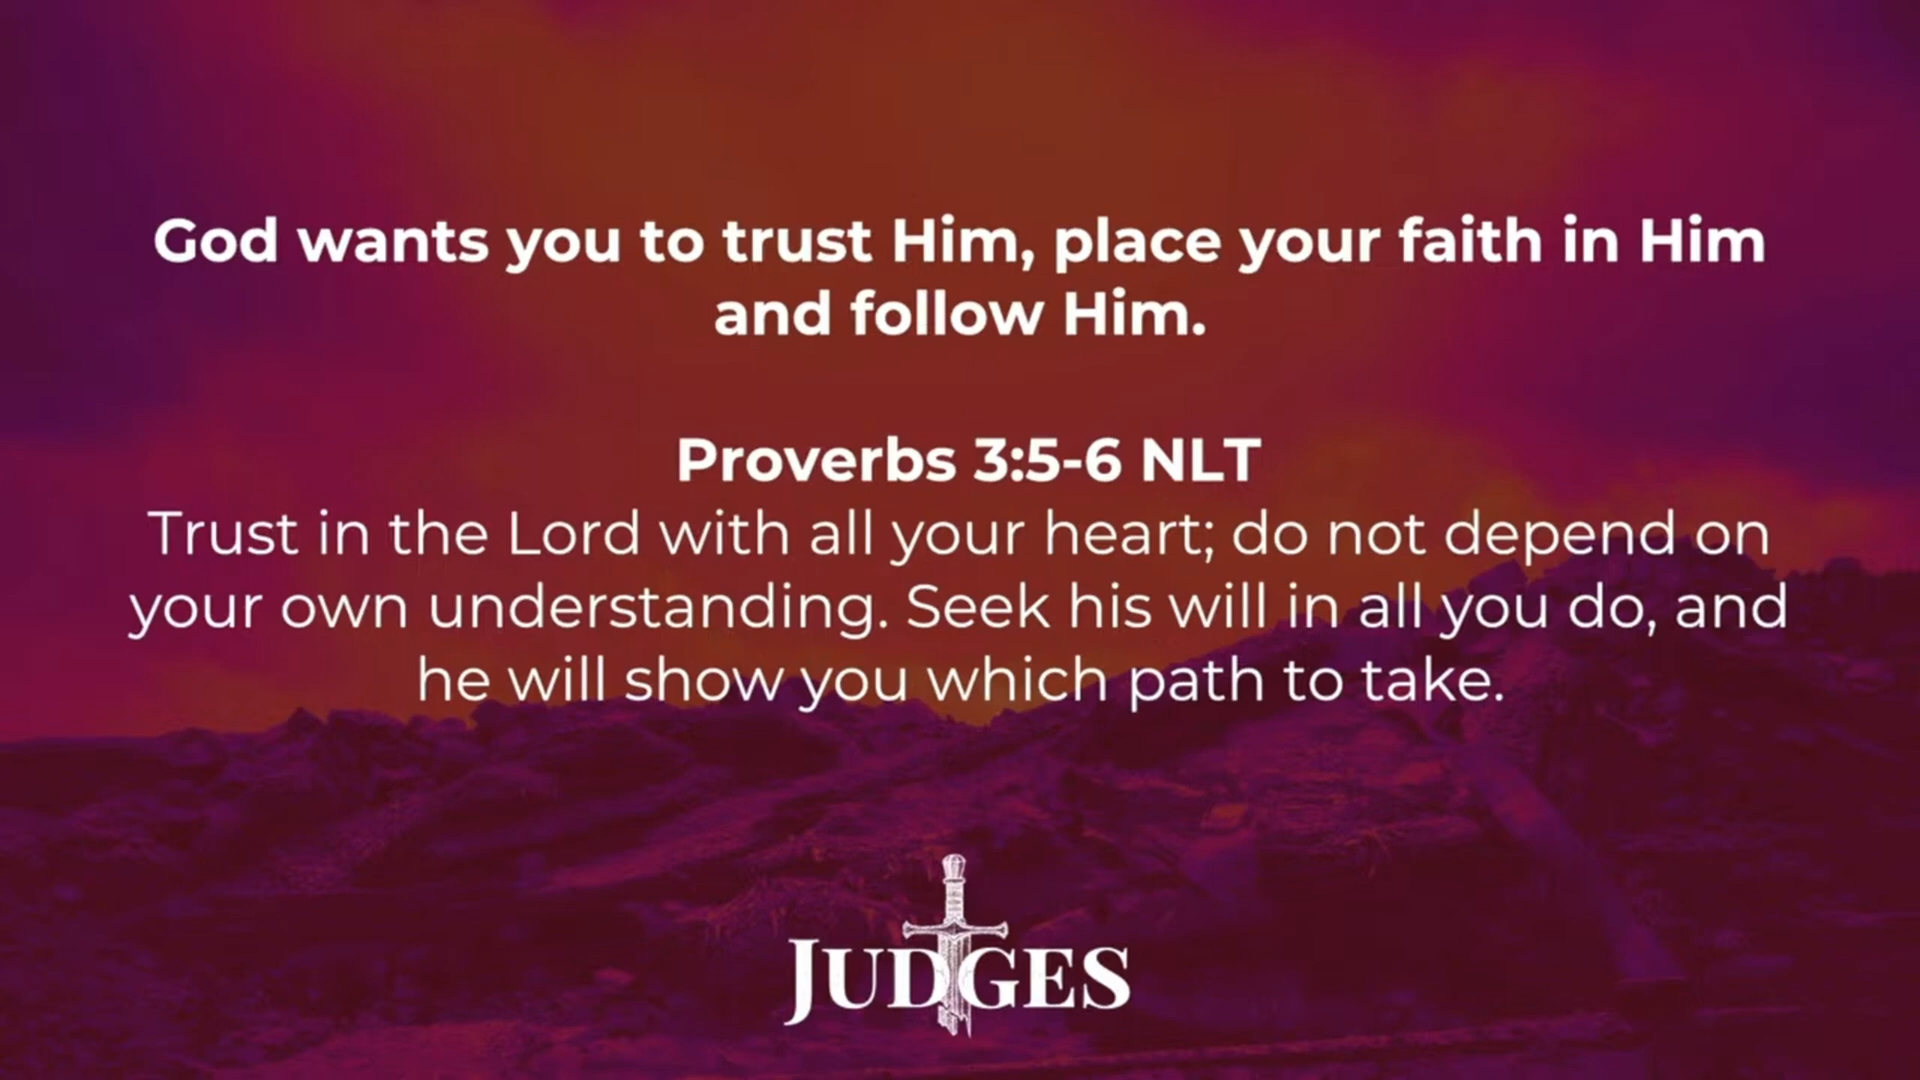 God wants you to trust Him, place your faith in Him
and follow Him.
Proverbs 3:5-6 NLT
Trust in the Lord with all your heart; do not depend on
your own understanding. Seek his will in all you do, and
he will show you which path to take.
JUDGES